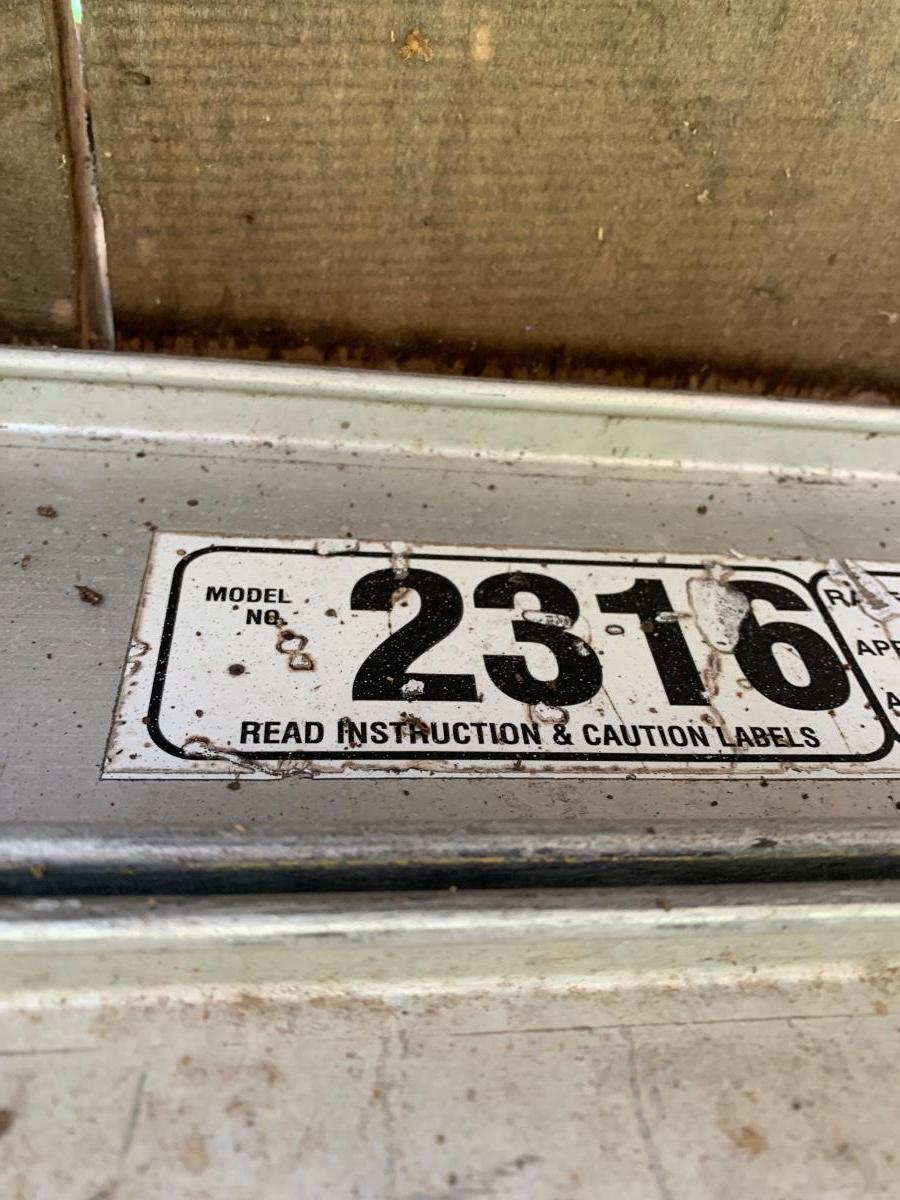 MODEL
NO.
2316
READ INSTRUCTION & CAUTION LABELS